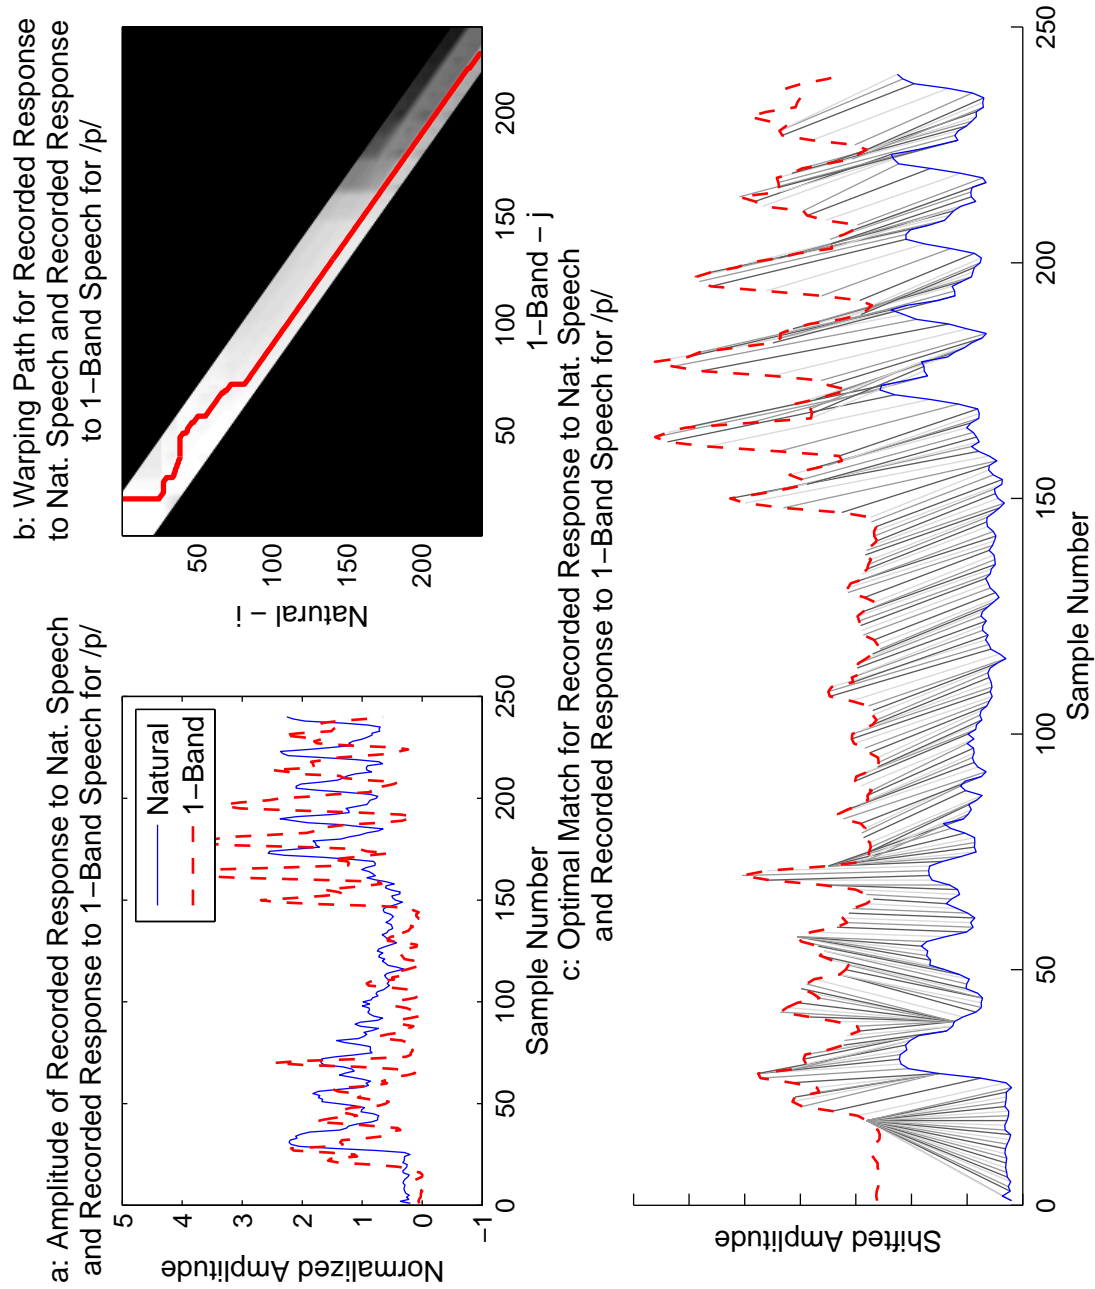 a: Amplitude of Recorded Response to Nat. Speech
and Recorded Response to 1−Band Speech for /p/
Normalized Amplitude
5
4
3
2
1
0
−1
0
50
100
150
200
250
Sample Number
Natural
1−Band
b: Warping Path for Recorded Response
to Nat. Speech and Recorded Response
to 1−Band Speech for /p/
Natural − i
50
100
150
200
50
100
150
200
1−Band − j
c: Optimal Match for Recorded Response to Nat. Speech
and Recorded Response to 1−Band Speech for /p/
Shifted Amplitude
0
50
100
150
200
250
Sample Number